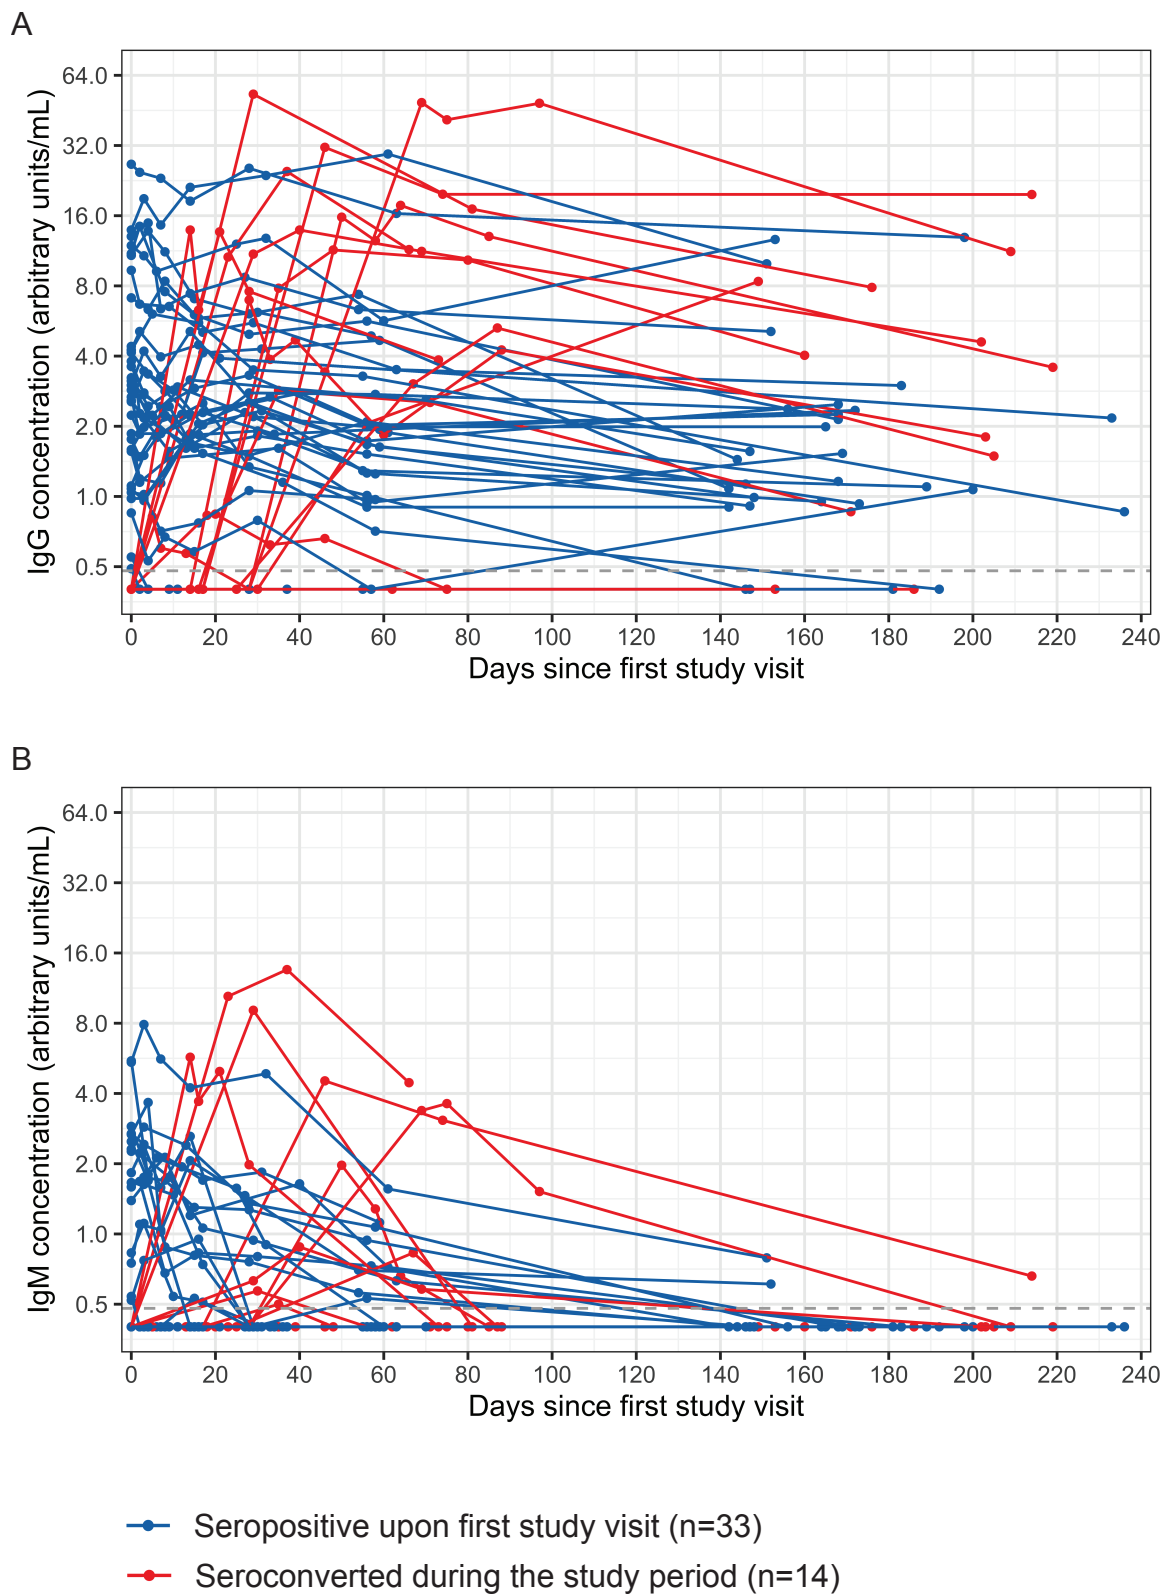 A
IgG concentration (arbitrary units/mL)
64.0
32.0
16.0
8.0
4.0
2.0
1.0
0.5
0 20 40 60 80 100 120 140 160 180 200 220 240
Days since first study visit
B
IgM concentration (arbitrary units/mL)
64.0
32.0
16.0
8.0
4.0
2.0
1.0
0.5
0 20 40 60 80 100 120 140 160 180 200 220 240
Days since first study visit
Seropositive upon first study visit (n=33)
Seroconverted during the study period (n=14)